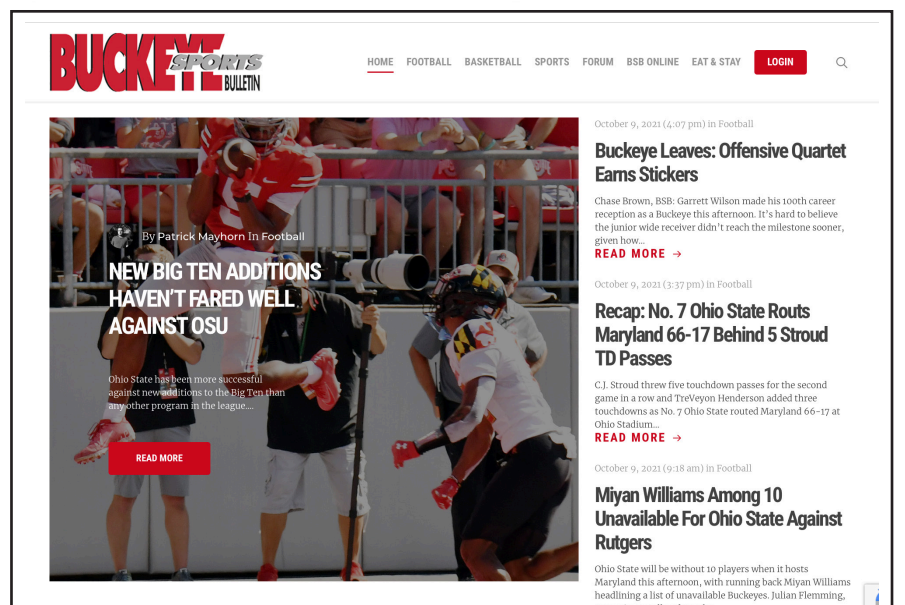 BUCKEYE
SPORTS
BULLETIN
HOME FOOTBALL BASKETBALL SPORTS FORUM BSB ONLINE EAT & STAY LOGIN
By Patrick Mayhorn In Football
NEW BIG TEN ADDITIONS
HAVEN'T FARED WELL
AGAINST OSU
Ohio State has been more successful
against new additions to the Big Ten than
any other program in the league....
READ MORE
October 9, 2021 (4:07 pm) in Football
Buckeye Leaves: Offensive Quartet
Earns Stickers
Chase Brown, BSB: Garrett Wilson made his 100th career
reception as a Buckeye this afternoon. It's hard to believe
the junior wide receiver didn't reach the milestone sooner,
given how...
READ MORE →
October 9, 2021 (3:37 pm) in Football
Recap: No. 7 Ohio State Routs
Maryland 66-17 Behind 5 Stroud
TD Passes
C.J. Stroud threw five touchdown passes for the second
game in a row and TreVeyon Henderson added three
touchdowns as No. 7 Ohio State routed Maryland 66-17 at
Ohio Stadium...
READ MORE →
October 9, 2021 (9:18 am) in Football
Miyan Williams Among 10
Unavailable For Ohio State Against
Rutgers
Ohio State will be without 10 players when it hosts
Maryland this afternoon, with running back Miyan Williams
headlining a list of unavailable Buckeyes. Julian Flemming,